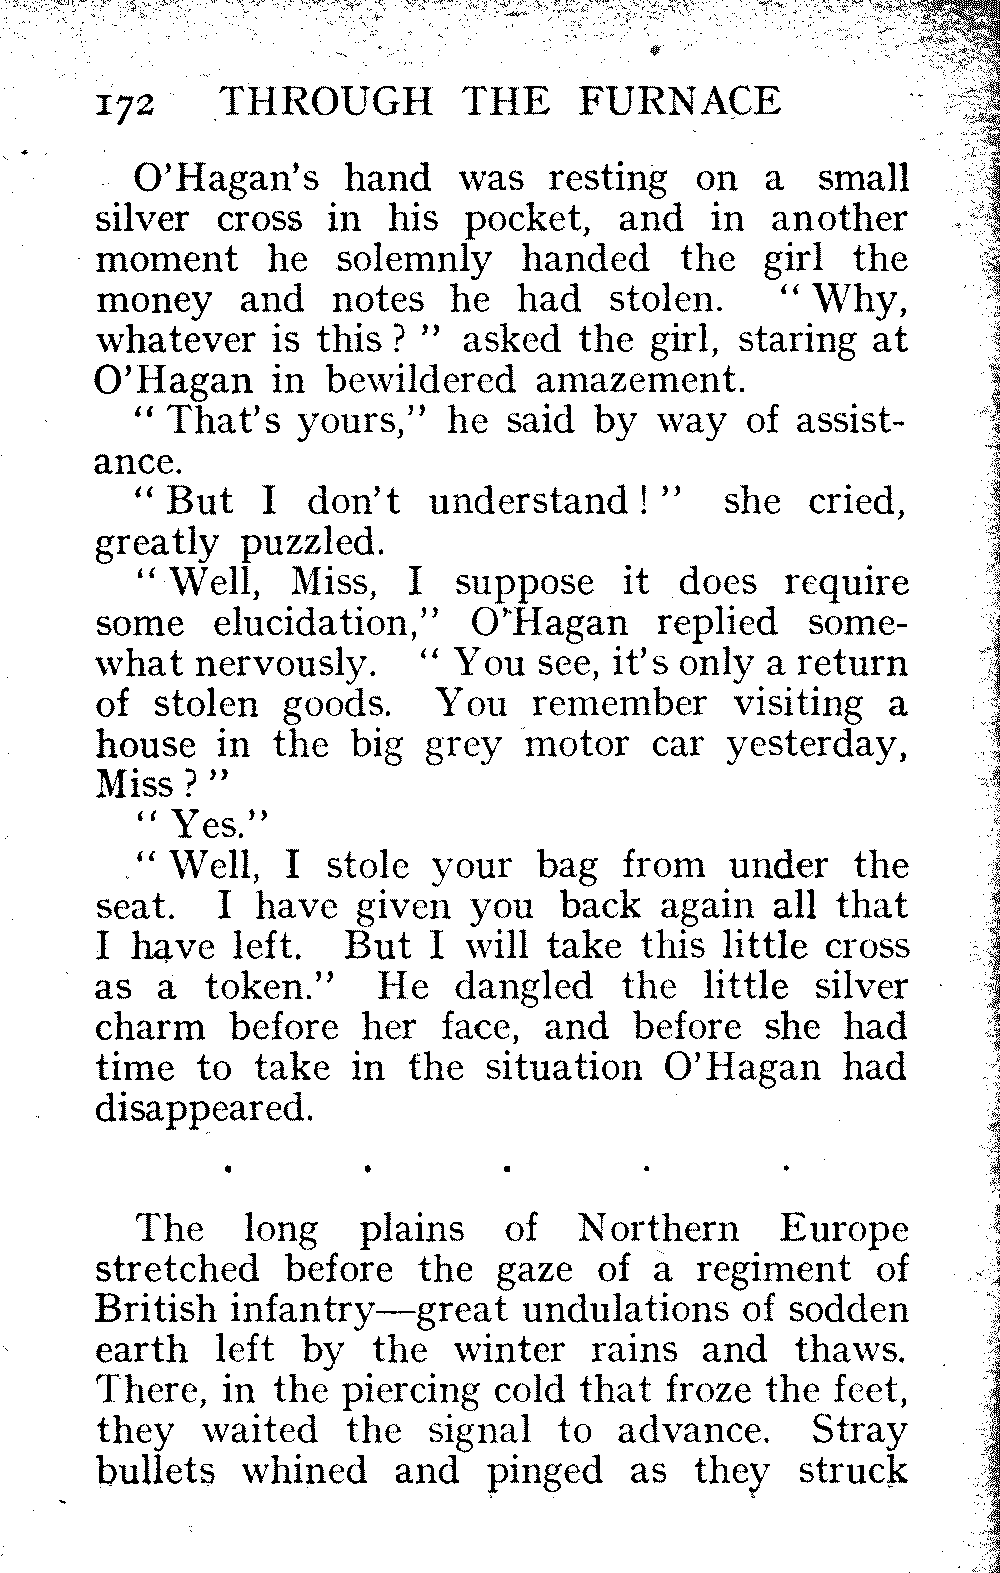 172 THROUGH THE FURNACE
O'Hagan's hand was resting on a small
silver cross in his pocket, and in another
moment he solemnly handed the girl the
money and notes he had stolen. “ Why,
whatever is this ? ” asked the girl, staring at
O'Hagan in bewildered amazement.
“ That's yours,” he said by way of assist-
ance.
“ But I don't understand ! ” she cried,
greatly puzzled.
“ Well, Miss, I suppose it does require
some elucidation,” O'Hagan replied some-
what nervously. “ You see, it's only a return
of stolen goods. You remember visiting a
house in the big grey motor car yesterday,
Miss ? ”
“ Yes.”
“ Well, I stole your bag from under the
seat. I have given you back again all that
I have left. But I will take this little cross
as a token.” He dangled the little silver
charm before her face, and before she had
time to take in the situation O'Hagan had
disappeared.
. . . . .
The long plains of Northern Europe
stretched before the gaze of a regiment of
British infantry—great undulations of sodden
earth left by the winter rains and thaws.
There, in the piercing cold that froze the feet,
they waited the signal to advance. Stray
bullets whined and pinged as they struck